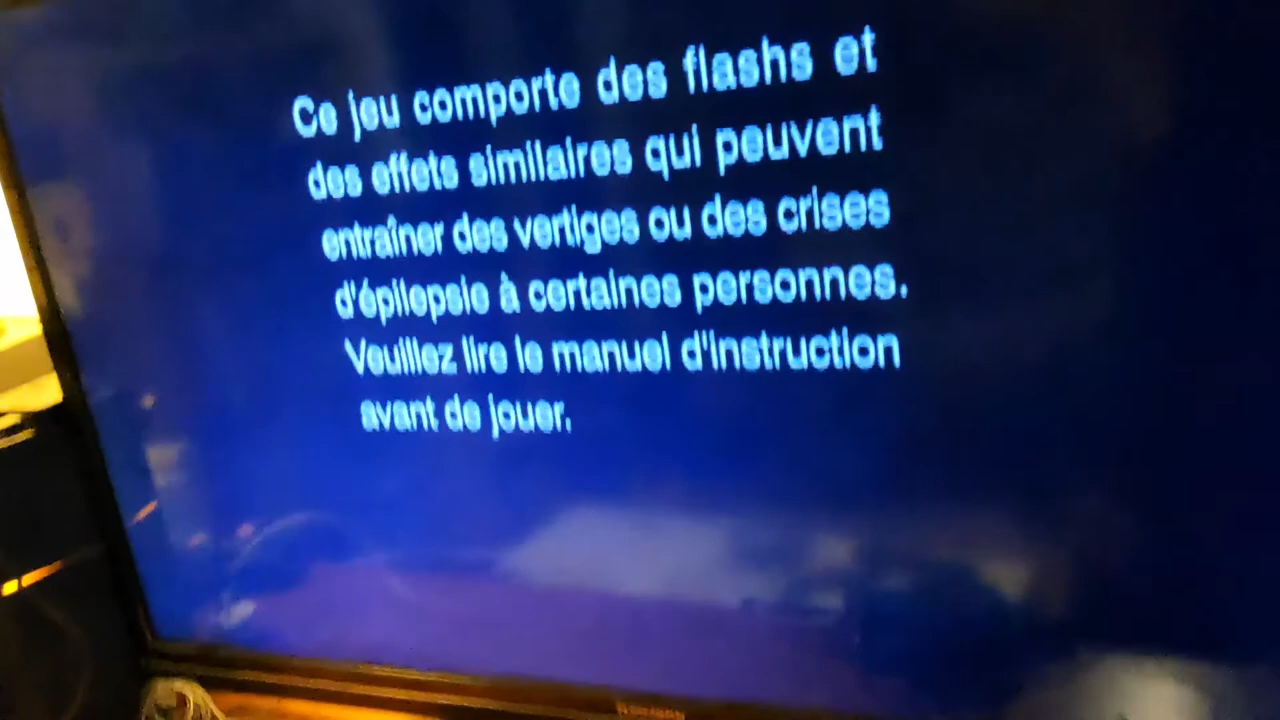 Ce jeu comporte des flashs et
des effets similaires qui peuvent
entraîner des vertiges ou des crises
d'épilepsie à certaines personnes.
Veuillez lire le manuel d'instruction
avant de jouer.